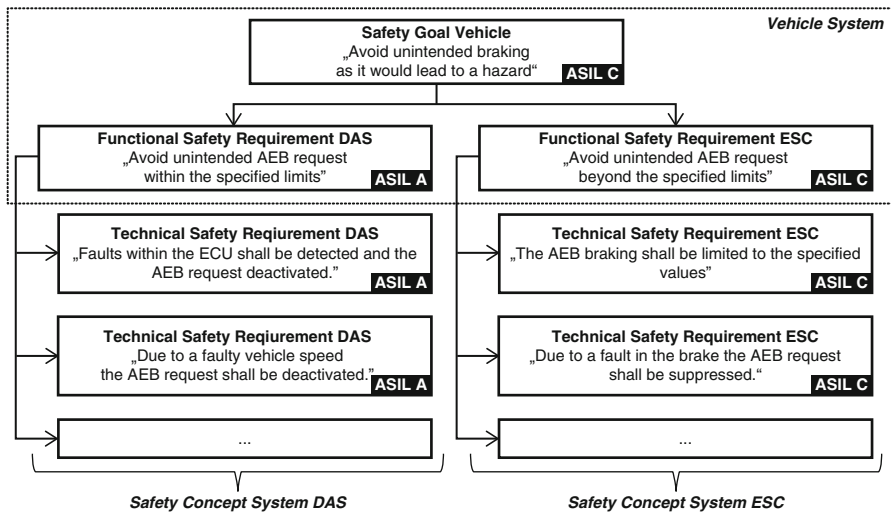 Vehicle System
Safety Goal Vehicle
„Avoid unintended braking
as it would lead to a hazard“
ASIL C
Functional Safety Requirement DAS
„Avoid unintended AEB request
within the specified limits”
ASIL A
Functional Safety Requirement ESC
„Avoid unintended AEB request
beyond the specified limits”
ASIL C
Technical Safety Reqiurement DAS
„Faults within the ECU shall be detected and the
AEB request deactivated.”
ASIL A
Technical Safety Requirement ESC
„The AEB braking shall be limited to the specified
values”
ASIL C
Technical Safety Reqiurement DAS
„Due to a faulty vehicle speed
the AEB request shall be deactivated.”
ASIL A
Technical Safety Requirement ESC
„Due to a fault in the brake the AEB request
shall be suppressed.“
ASIL C
...
...
Safety Concept System DAS
Safety Concept System ESC